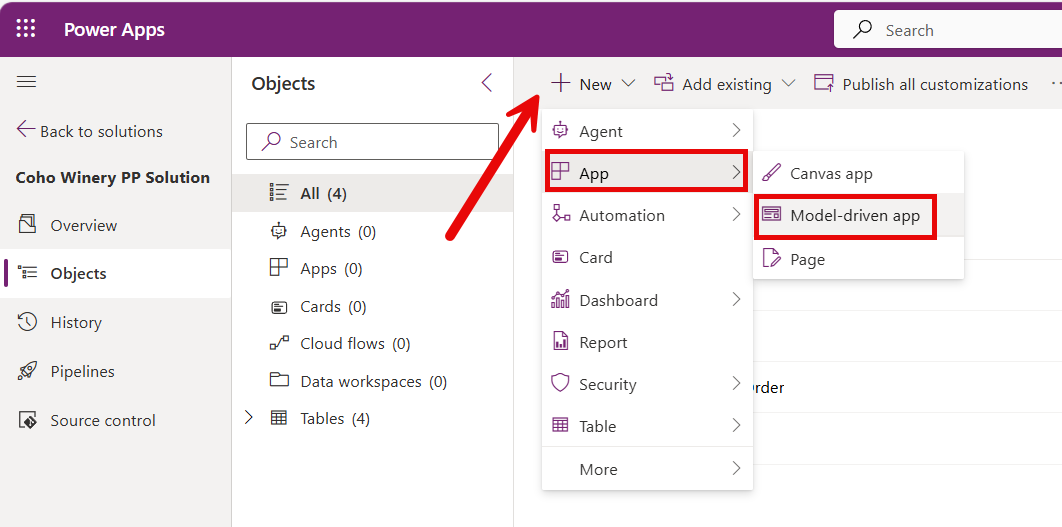 Power Apps
Search
Back to solutions
Coho Winery PP Solution
Overview
Objects
History
Pipelines
Source control
Objects
Search
All (4)
Agents (0)
Apps (0)
Cards (0)
Cloud flows (0)
Data workspaces (0)
Tables (4)
New
Add existing
Publish all customizations
Agent
App
Automation
Card
Dashboard
Report
Security
Table
More
Canvas app
Model-driven app
Page